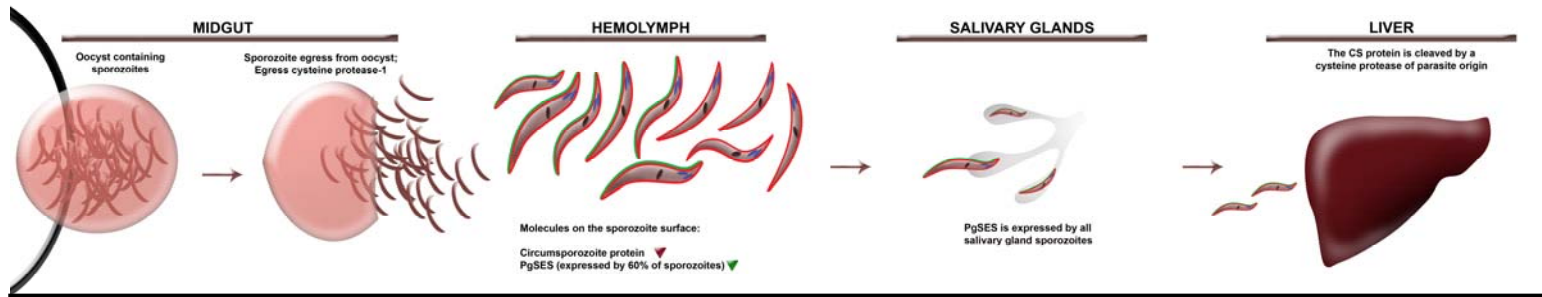 MIDGUT
Oocyst containing
sporozoites
Sporozoite egress from oocyst;
Egress cysteine protease-1
HEMOLYMPH
Molecules on the sporozoite surface:
Circumsporozoite protein
PgSES (expressed by 60% of sporozoites)
SALIVARY GLANDS
PgSES is expressed by all
salivary gland sporozoites
LIVER
The CS protein is cleaved by a
cysteine protease of parasite origin